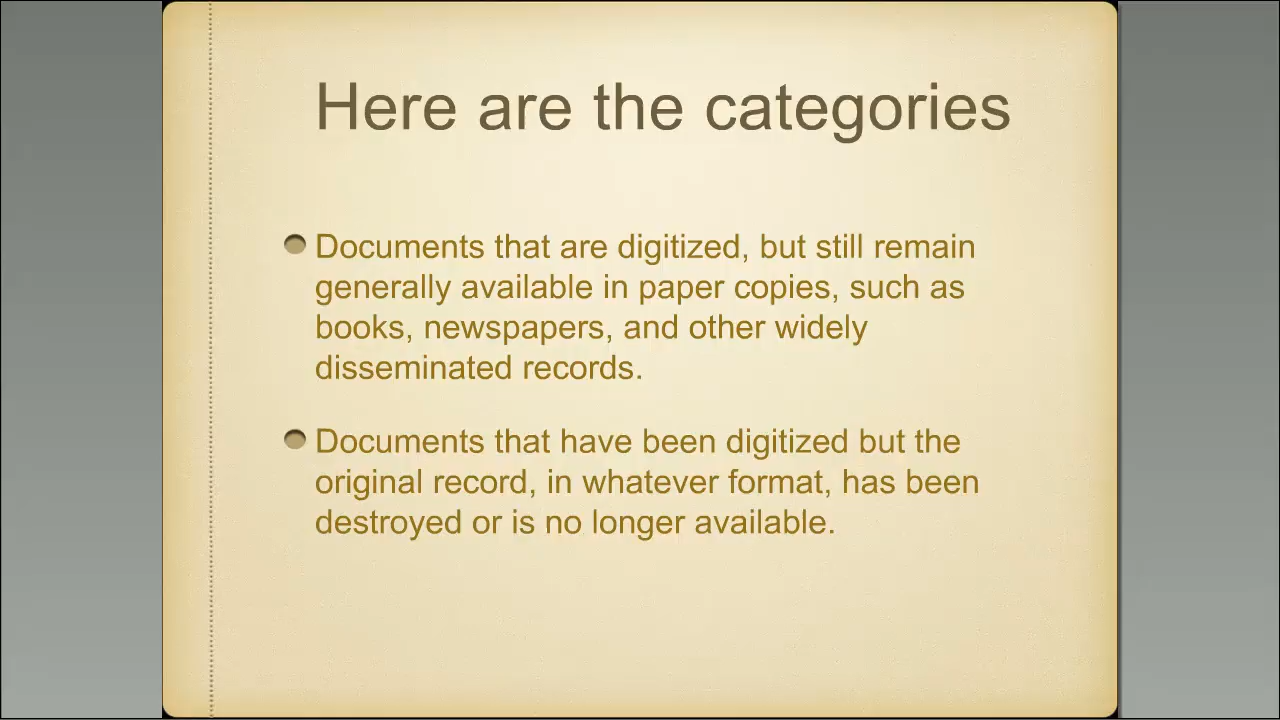 Here are the categories
Documents that are digitized, but still remain
generally available in paper copies, such as
books, newspapers, and other widely
disseminated records.
Documents that have been digitized but the
original record, in whatever format, has been
destroyed or is no longer available.